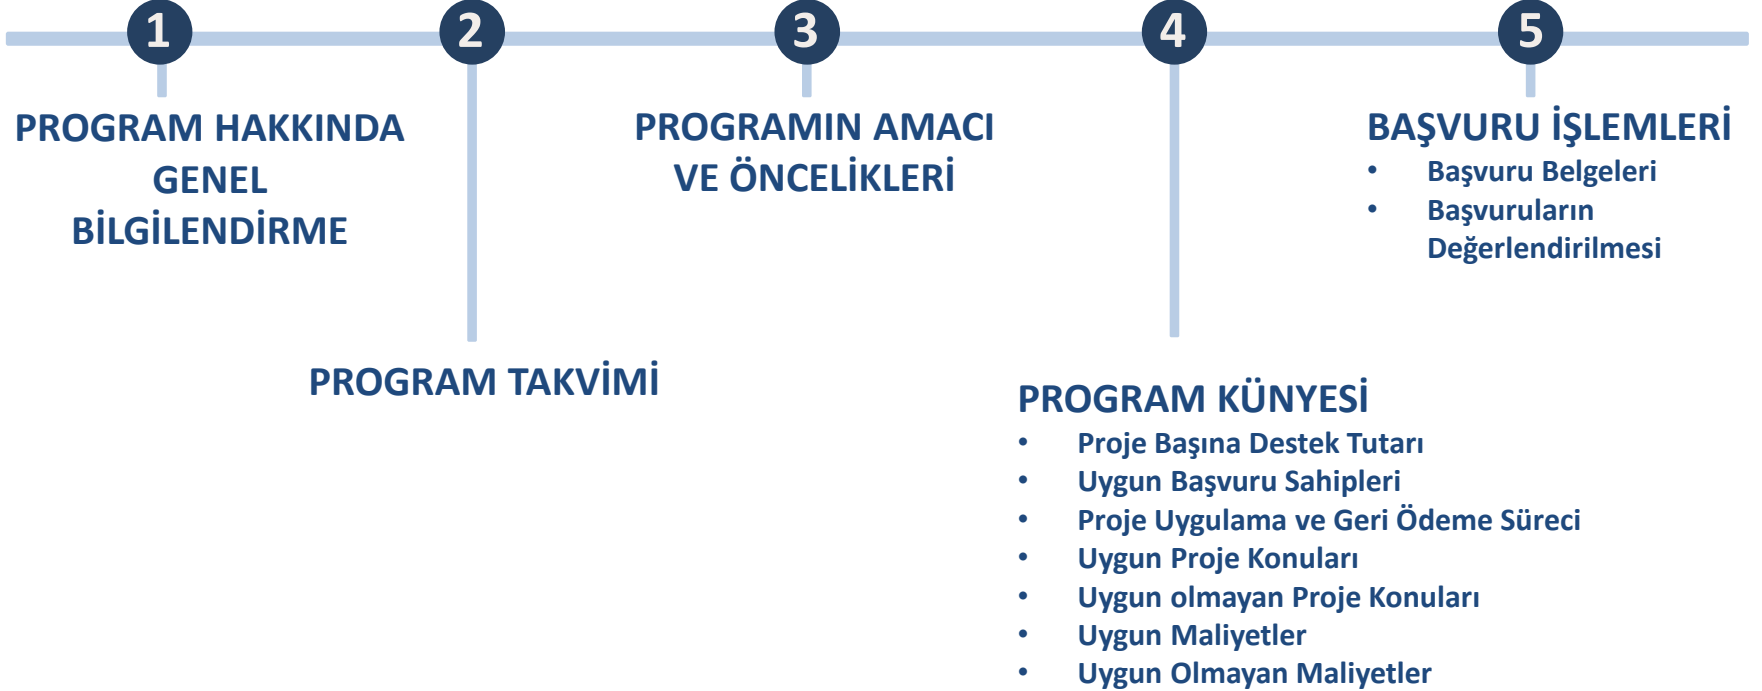 1
PROGRAM HAKKINDA
GENEL
BİLGİLENDİRME
2
PROGRAM TAKVİMİ
3
PROGRAMIN AMACI
VE ÖNCELİKLERİ
4
PROGRAM KÜNYESİ
• Proje Başına Destek Tutarı
• Uygun Başvuru Sahipleri
• Proje Uygulama ve Geri Ödeme Süreci
• Uygun Proje Konuları
• Uygun olmayan Proje Konuları
• Uygun Maliyetler
• Uygun Olmayan Maliyetler
5
BAŞVURU İŞLEMLERİ
• Başvuru Belgeleri
• Başvuruların
Değerlendirilmesi